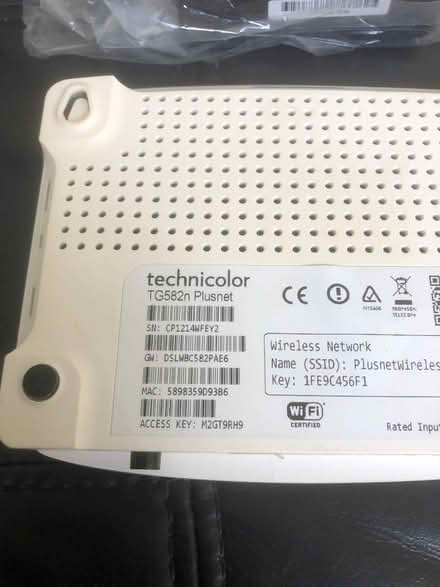 technicolor
TG582n Plusnet
SN: CP1214WFEY2
GW: DSLWBC582PAE6
MAC: 5898359D93B6
ACCESS KEY: M2GT9RH9
CE
Wireless Network
Name (SSID): PlusnetWireles
Key: 1FE9C456F1
Wi Fi
CERTIFIED
Rated Inpu